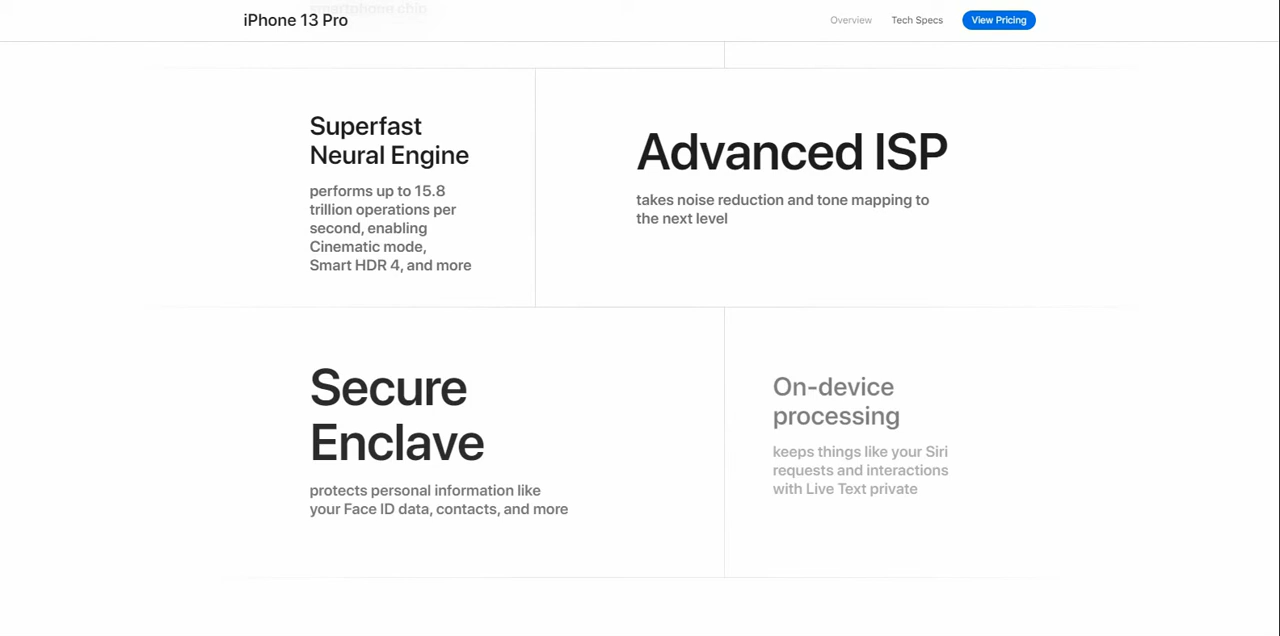 smartphone chip
iPhone 13 Pro
Overview
Tech Specs
View Pricing
Superfast
Neural Engine
performs up to 15.8
trillion operations per
second, enabling
Cinematic mode,
Smart HDR 4, and more
Advanced ISP
takes noise reduction and tone mapping to
the next level
Secure
Enclave
protects personal information like
your Face ID data, contacts, and more
On-device
processing
keeps things like your Siri
requests and interactions
with Live Text private